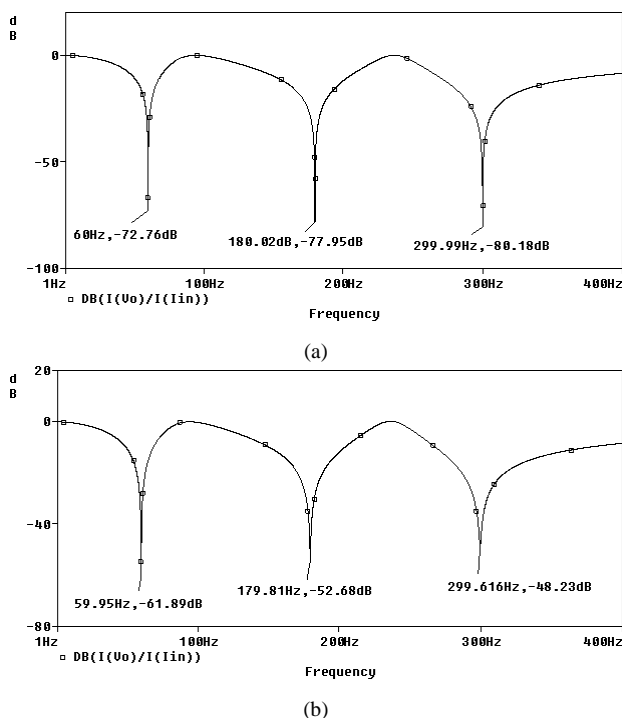 d
B
0
-50
60Hz,-72.76dB
180.02dB,-77.95dB
299.99Hz,-80.18dB
-100
1Hz 100Hz 200Hz 300Hz 400Hz
DB(I(Vo)/I(Iin))
Frequency
(a)
20
d
B
0
-40
59.95Hz,-61.89dB
179.81Hz,-52.68dB
299.616Hz,-48.23dB
-80
1Hz 100Hz 200Hz 300Hz 400Hz
DB(I(Vo)/I(Iin))
Frequency
(b)